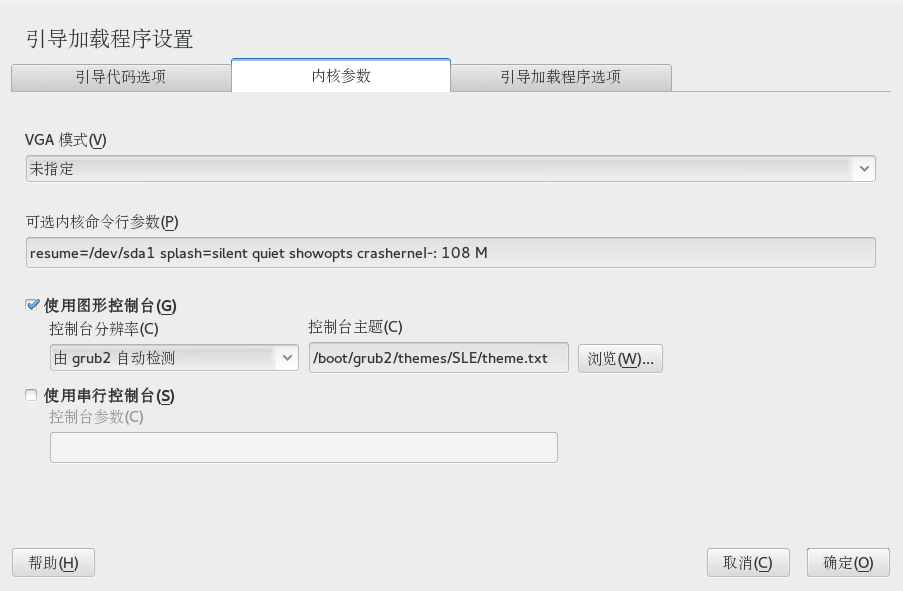 引导加载程序设置
引导代码选项 内核参数 引导加载程序选项
VGA 模式(V)
未指定
可选内核命令行参数(P)
resume=/dev/sda1 splash=silent quiet showopts crashernel-: 108 M
使用图形控制台(G)
控制台分辨率(C) 控制台主题(C)
由 grub2 自动检测 /boot/grub2/themes/SLE/theme.txt 浏览(W)...
使用串行控制台(S)
控制台参数(C)
帮助(H) 取消(C) 确定(O)